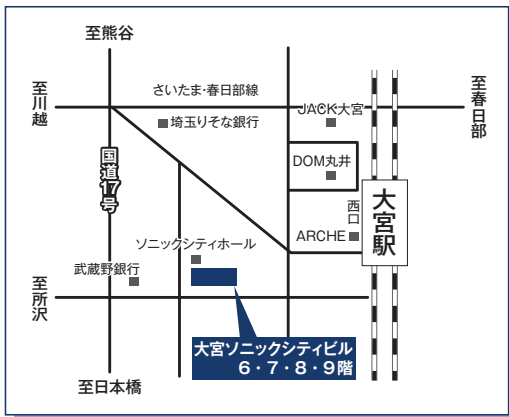 至熊谷
至川越
さいたま・春日部線
至春日部
JACK大宮
埼玉りそな銀行
国道17号
DOM丸井
大宮駅
西口
ARCHE
ソニックシティホール
武蔵野銀行
至所沢
大宮ソニックシティビル
6・7・8・9階
至日本橋